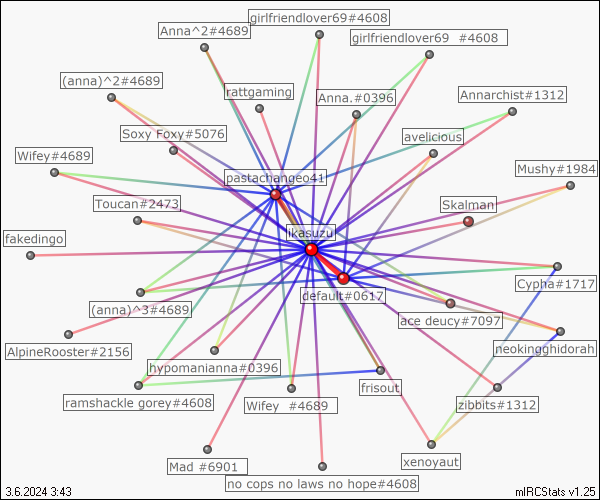 girlfriendlover69#4608
Anna^2#4689
girlfriendlover69 #4608
(anna)^2#4689
rattgaming
Anna.#0396
Annarchist#1312
Soxy Foxy#5076
avelicious
Wifey#4689
pastachangeo41
Mushy#1984
Toucan#2473
Skalman
fakedingo
likasuzu
Cypha#1717
default#0617
(anna)^3#4689
ace deucy#7097
AlpineRooster#2156
neokingghidorah
hypomanianna#0396
frisout
ramshackle gorey#4608
Wifey #4689
zibbits#1312
Mad #6901
xenoyaut
no cops no laws no hope#4608
3.6.2024 3:43
mIRCStats v1.25